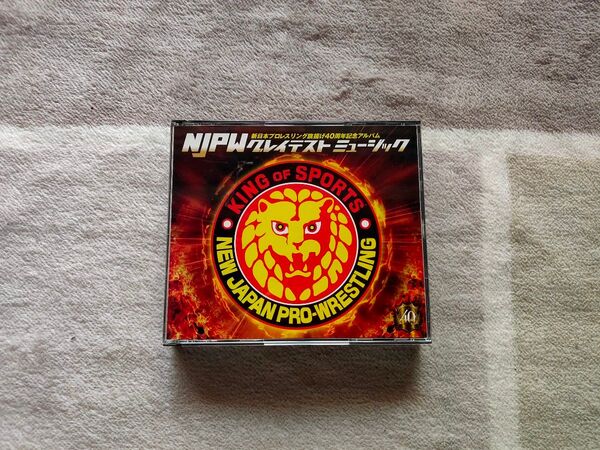 新日本プロレスリング旗揚げ40周年記念アルバム
NJPWグレイテスト ミュージック
KING OF SPORTS
NEW JAPAN PRO-WRESTLING
40